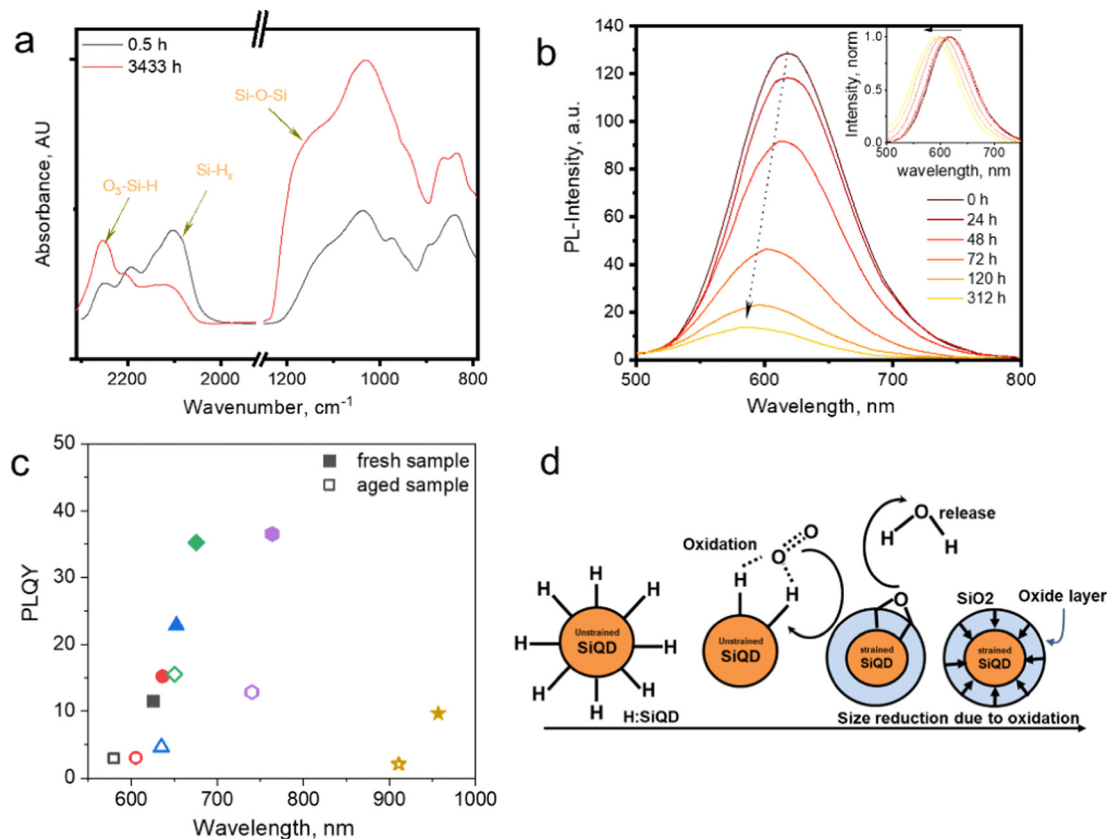 a
0.5 h
3433 h
Si-O-Si
O₃-Si-H
Si-Hₓ
Absorbance, AU
2200
2000
1200
1000
800
Wavenumber, cm⁻¹
b
140
130
120
100
80
60
40
20
0
PL-Intensity, a.u.
500
600
700
800
Wavelength, nm
1.0
0.5
0.0
Intensity, norm
500
600
700
wavelength, nm
0 h
24 h
48 h
72 h
120 h
312 h
c
50
40
30
20
10
0
PLQY
fresh sample
aged sample
600
700
800
900
1000
Wavelength, nm
d
H
H
H
H
H
H
H
H
Unstrained
SiQD
H:SiQD
Oxidation
O
O
H
H
Unstrained
SiQD
O
H
H
release
O
strained
SiQD
SiO2
Oxide layer
strained
SiQD
Size reduction due to oxidation